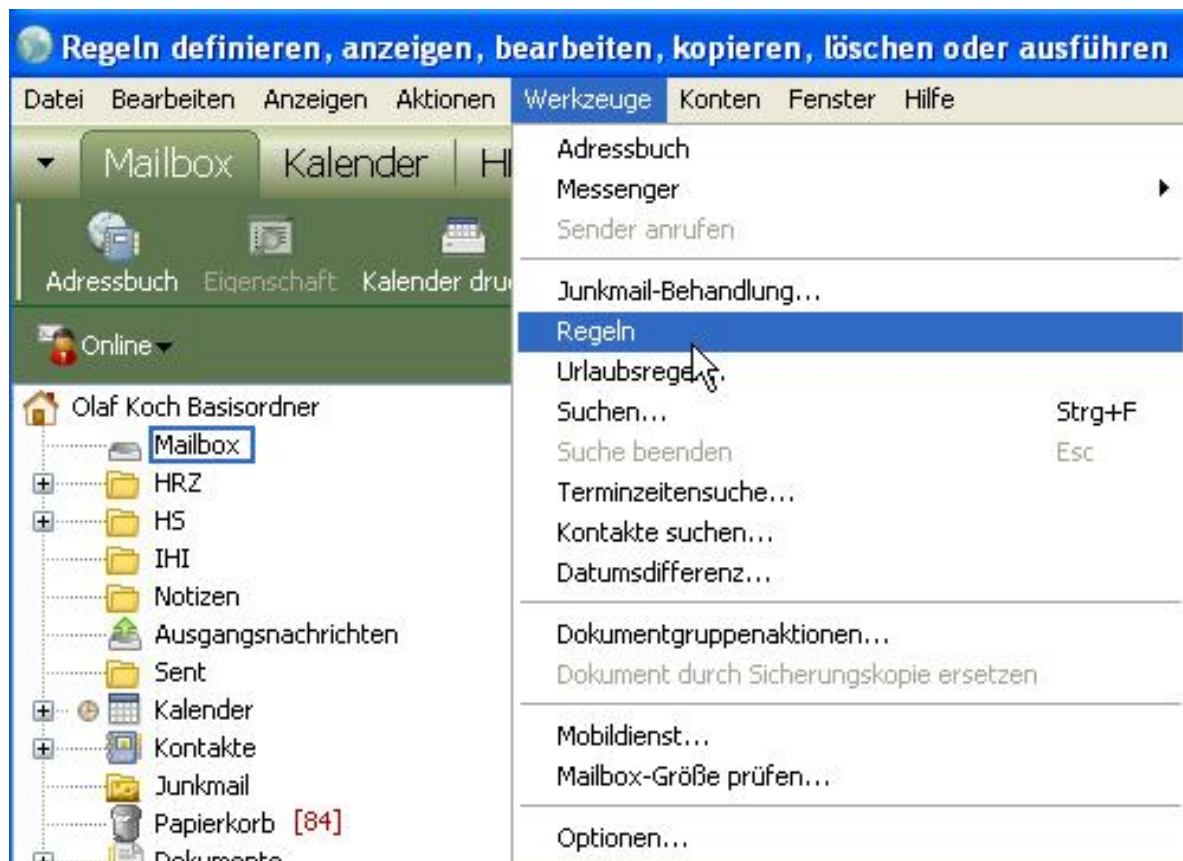 Regeln definieren, anzeigen, bearbeiten, kopieren, löschen oder ausführen
Datei Bearbeiten Anzeigen Aktionen Werkzeuge Konten Fenster Hilfe
Mailbox Kalender
Adressbuch Eigenschaft Kalender
Online
Olaf Koch Basisordner
Mailbox
HRZ
HS
IHI
Notizen
Ausgangsnachrichten
Sent
Kalender
Kontakte
Junkmail
Papierkorb [84]
Dokumente
Adressbuch
Messenger
Sender anrufen
Junkmail-Behandlung...
Regeln
Suchen... Strg+F
Suche beenden Esc
Terminzeitensuche...
Kontakte suchen...
Datumsdifferenz...
Dokumentgruppenaktionen...
Dokument durch Sicherungskopie ersetzen
Mobildienst...
Mailbox-Größe prüfen...
Optionen...